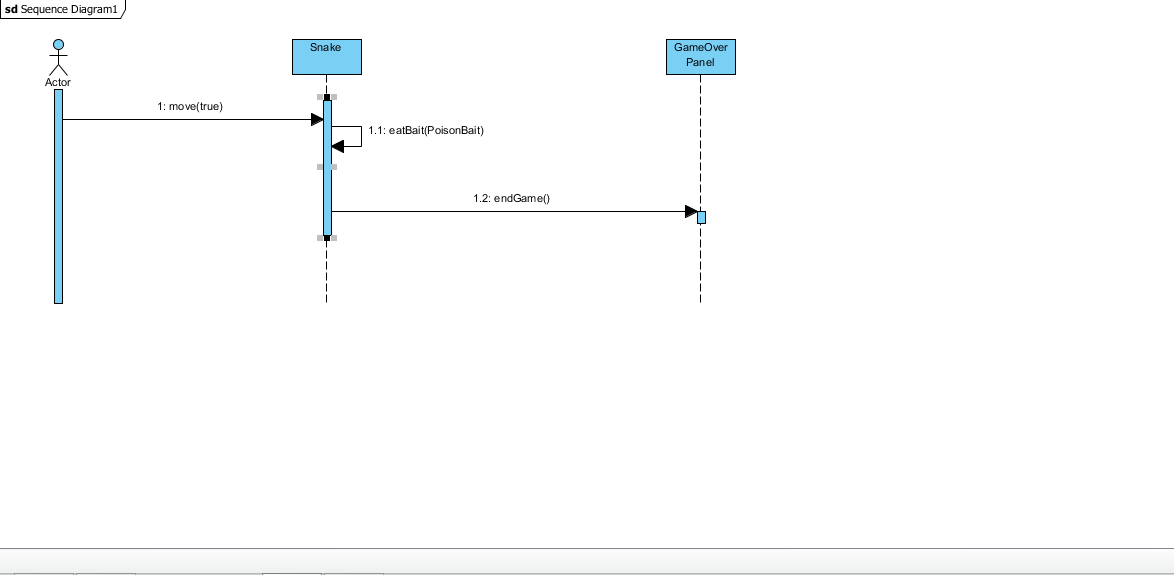 sd Sequence Diagram1
Actor
Snake
GameOver
Panel
1: move(true)
1.1: eatBait(PoisonBait)
1.2: endGame()